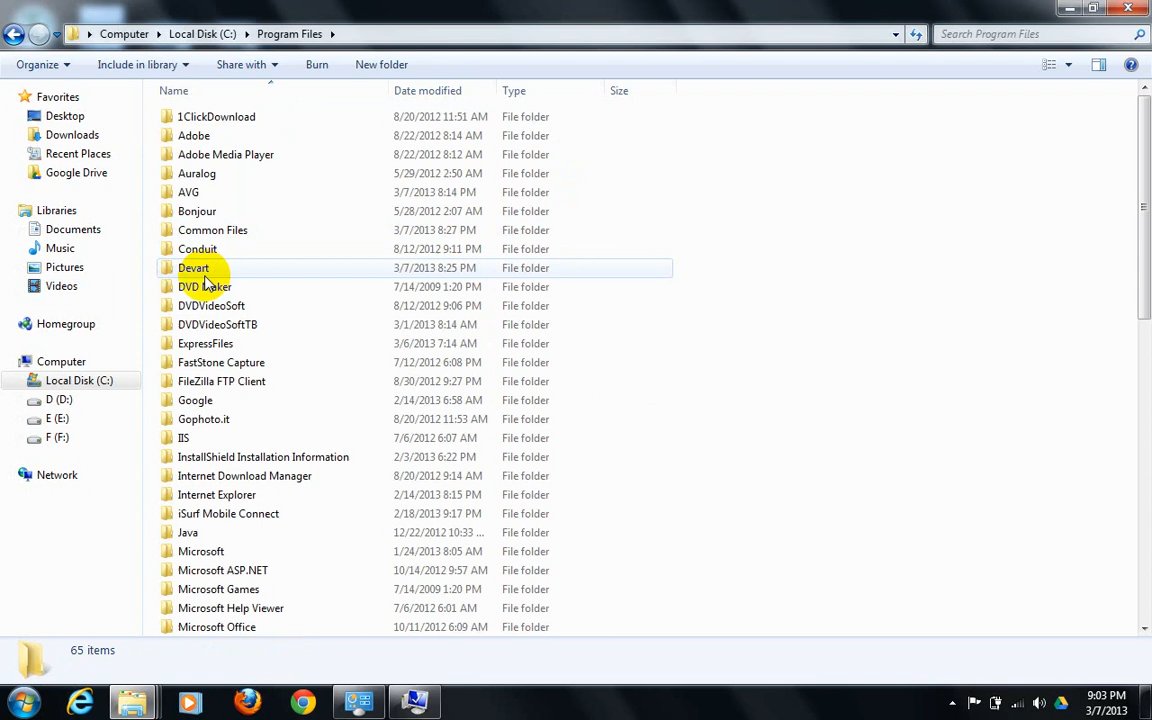 Computer Local Disk (C:) Program Files Search Program Files
Organize Include in library Share with Burn New folder
Name Date modified Type Size
Favorites
Desktop
Downloads
Recent Places
Google Drive
Libraries
Documents
Music
Pictures
Videos
Homegroup
Computer
Local Disk (C:)
D (D:)
E (E:)
F (F:)
Network
1ClickDownload 8/20/2012 11:51 AM File folder
Adobe 8/22/2012 8:14 AM File folder
Adobe Media Player 8/22/2012 8:12 AM File folder
Auralog 5/29/2012 2:50 AM File folder
AVG 3/7/2013 8:14 PM File folder
Bonjour 5/28/2012 2:07 AM File folder
Common Files 3/7/2013 8:27 PM File folder
Conduit 8/12/2012 9:11 PM File folder
Devart 3/7/2013 8:25 PM File folder
DVD 7/14/2009 1:20 PM File folder
DVDVideoSoft 8/12/2012 9:06 PM File folder
DVDVideoSoftTB 3/1/2013 8:14 AM File folder
ExpressFiles 3/6/2013 7:14 AM File folder
FastStone Capture 7/12/2012 6:08 PM File folder
FileZilla FTP Client 8/30/2012 9:27 PM File folder
Google 2/14/2013 6:58 AM File folder
Gophoto.it 8/20/2012 11:53 AM File folder
IIS 7/6/2012 6:07 AM File folder
InstallShield Installation Information 2/3/2013 6:22 PM File folder
Internet Download Manager 8/20/2012 9:14 AM File folder
Internet Explorer 2/14/2013 8:15 PM File folder
iSurf Mobile Connect 2/18/2013 9:17 PM File folder
Java 12/22/2012 10:33 ... File folder
Microsoft 1/24/2013 8:05 AM File folder
Microsoft ASP.NET 10/14/2012 9:57 AM File folder
Microsoft Games 7/14/2009 1:20 PM File folder
Microsoft Help Viewer 7/6/2012 6:01 AM File folder
Microsoft Office 10/11/2012 6:09 AM File folder
65 items
9:03 PM
3/7/2013